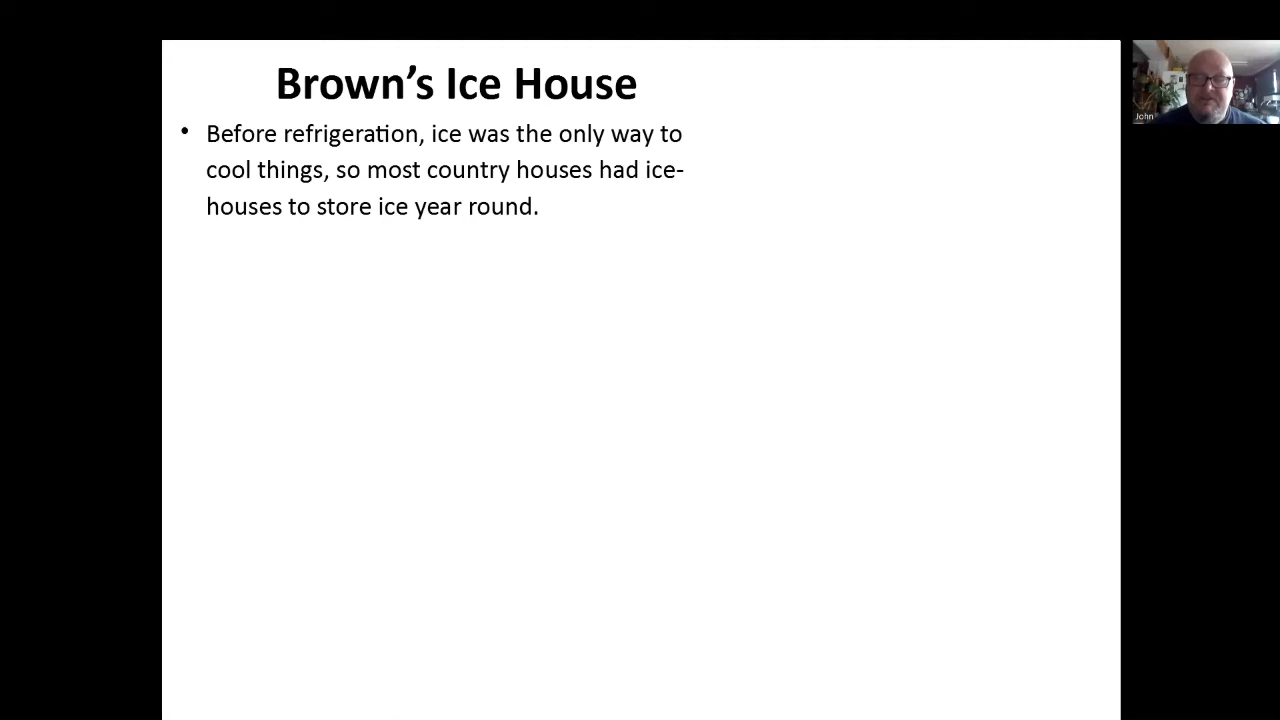 Brown’s Ice House
• Before refrigeration, ice was the only way to
cool things, so most country houses had ice-
houses to store ice year round.
John